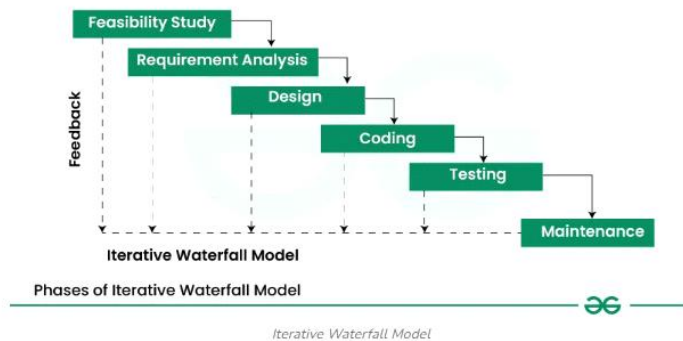 Feasibility Study
Requirement Analysis
Design
Coding
Testing
Maintenance
Feedback
Iterative Waterfall Model
Phases of Iterative Waterfall Model
Iterative Waterfall Model